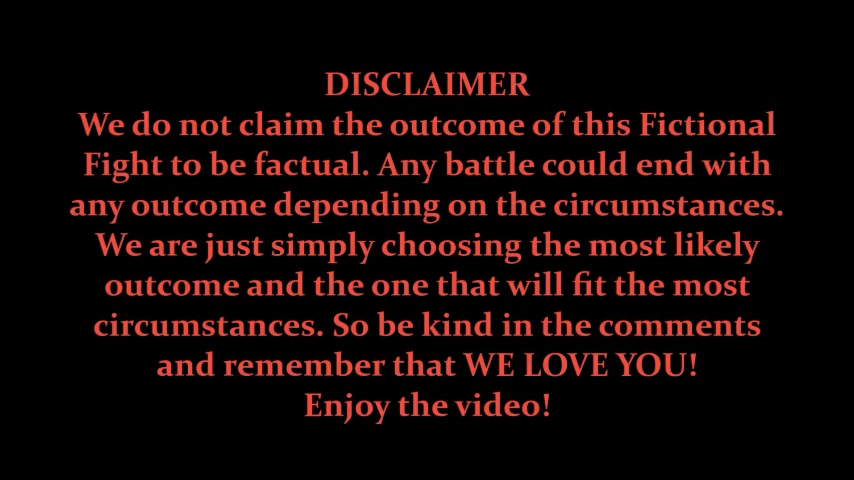 DISCLAIMER
We do not claim the outcome of this Fictional
Fight to be factual. Any battle could end with
any outcome depending on the circumstances.
We are just simply choosing the most likely
outcome and the one that will fit the most
circumstances. So be kind in the comments
and remember that WE LOVE YOU!
Enjoy the video!